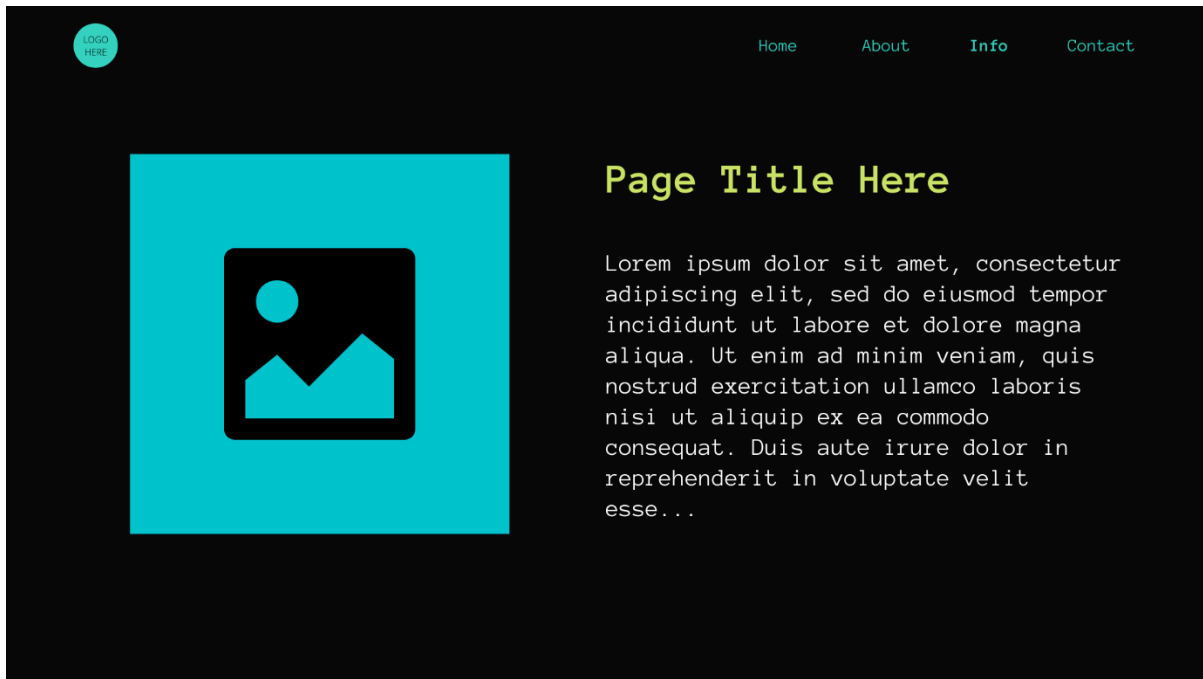 LOGO
HERE
Home About Info Contact
Page Title Here
Lorem ipsum dolor sit amet, consectetur
adipiscing elit, sed do eiusmod tempor
incididunt ut labore et dolore magna
aliqua. Ut enim ad minim veniam, quis
nostrud exercitation ullamco laboris
nisi ut aliquip ex ea commodo
consequat. Duis aute irure dolor in
reprehenderit in voluptate velit
esse...